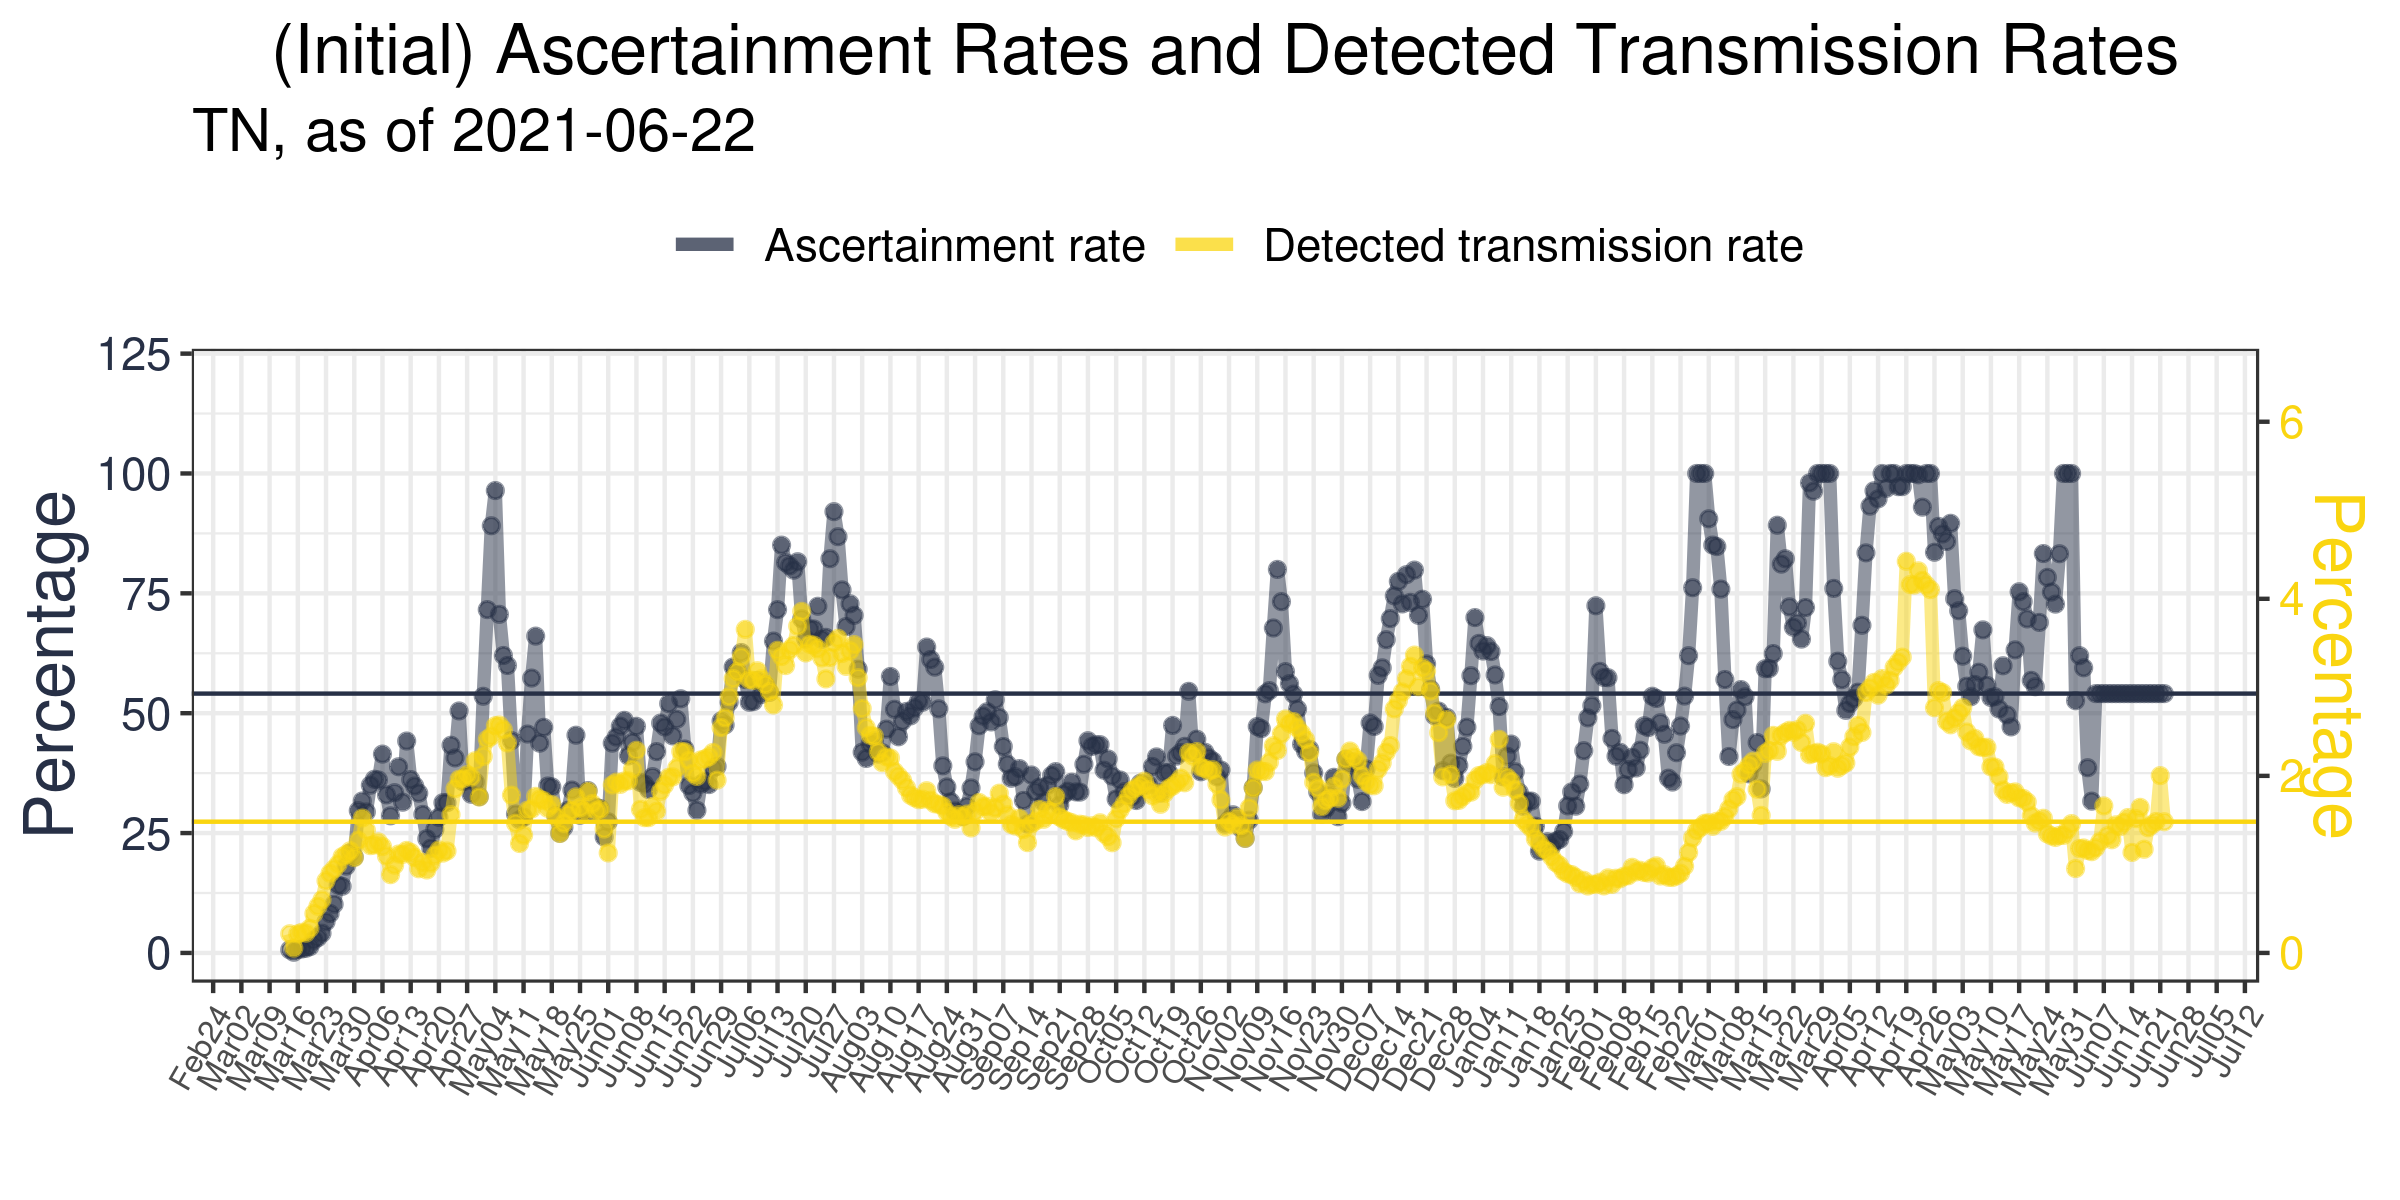 (Initial) Ascertainment Rates and Detected Transmission Rates
TN, as of 2021-06-22
Ascertainment rate
Detected transmission rate
Percentage
125
100
75
50
25
0
6
4
2
0
Percentage
Feb24
Mar02
Mar09
Mar16
Mar23
Mar30
Apr06
Apr13
Apr20
Apr27
May04
May11
May18
May25
Jun01
Jun08
Jun15
Jun22
Jun29
Jul06
Jul13
Jul20
Jul27
Aug03
Aug10
Aug17
Aug24
Aug31
Sep07
Sep14
Sep21
Sep28
Oct05
Oct12
Oct19
Oct26
Nov02
Nov09
Nov16
Nov23
Nov30
Dec07
Dec14
Dec21
Dec28
Dec04
Jan04
Jan11
Jan18
Jan25
Feb01
Feb08
Feb15
Feb22
Mar01
Mar08
Mar15
Mar22
Mar29
Apr05
Apr12
Apr19
Apr26
May03
May10
May17
May24
May31
Jun07
Jun14
Jun21
Jun28
Jul05
Jul12